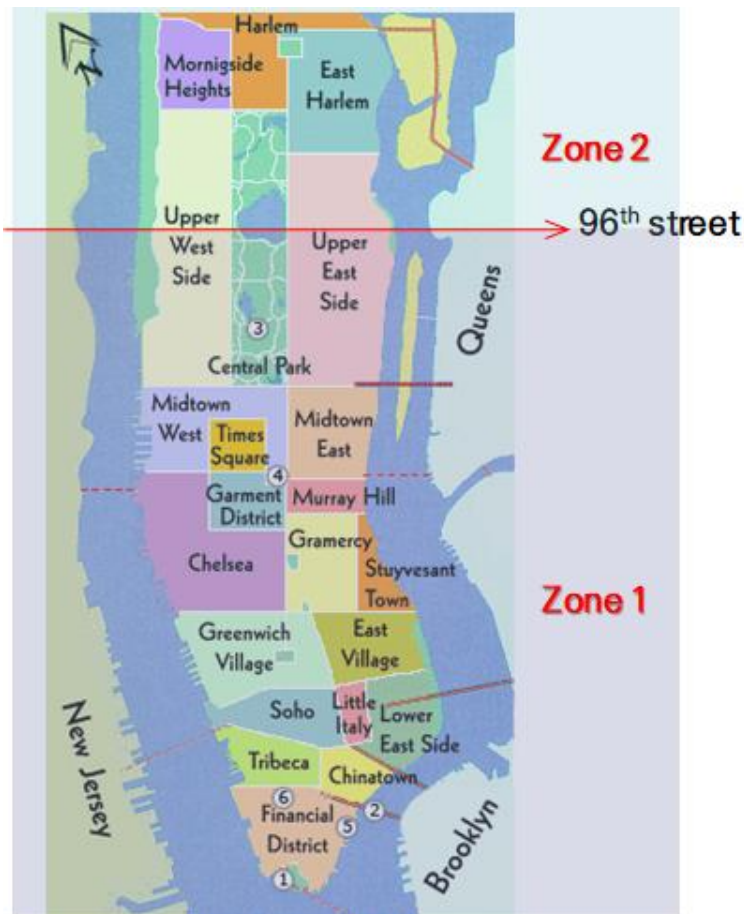 Harlem
Mornigside
Heights
East
Harlem
Zone 2
96th street
Upper
West
Side
Upper
East
Side
Queens
3
Central Park
Midtown
West
Times
Square
Midtown
East
4
Garment
District
Murray Hill
Gramercy
Chelsea
Stuyvesant
Town
Zone 1
Greenwich
Village
East
Village
Soho
Little
Italy
Lower
East Side
New Jersey
Tribeca
Chinatown
6
2
Financial
District
5
Brooklyn
1